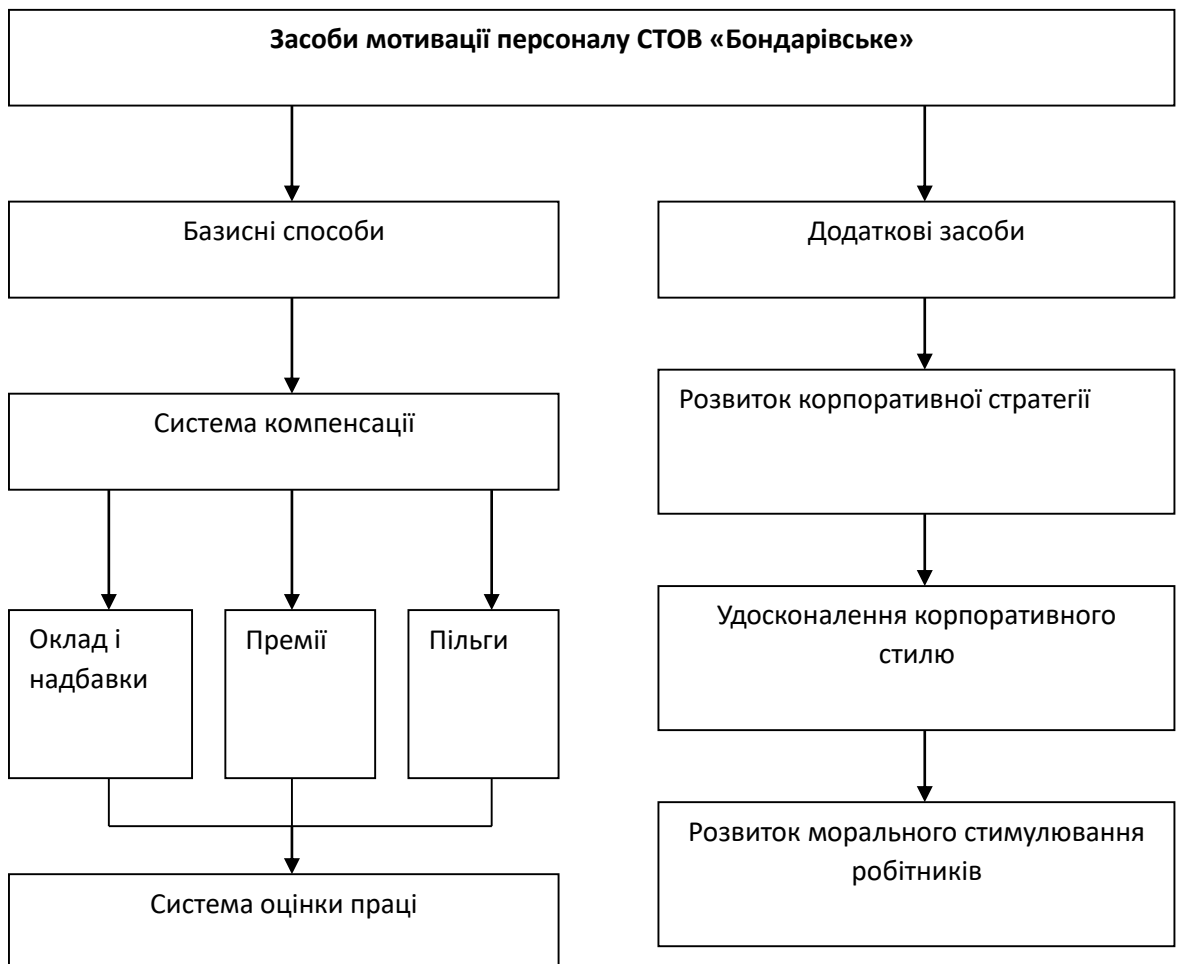 Засоби мотивації персоналу СТОВ «Бондарівське»
Базисні способи
Додаткові засоби
Система компенсації
Розвиток корпоративної стратегії
Оклад і
надбавки
Премії
Пільги
Удосконалення корпоративного
стилю
Розвиток морального стимулювання
робітників
Система оцінки праці